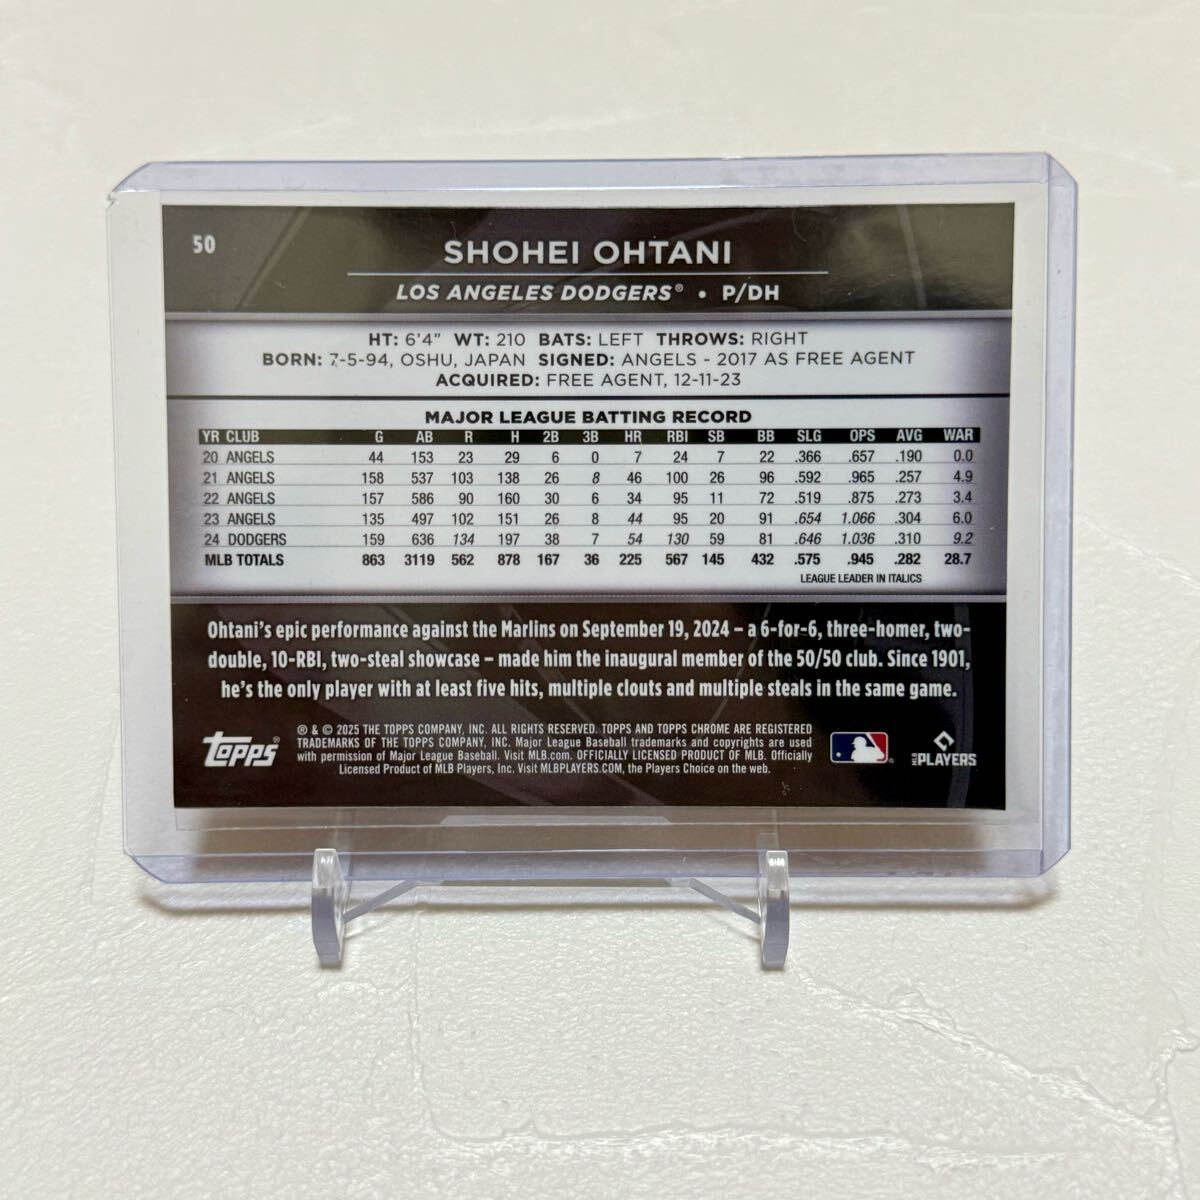 50
SHOHEI OHTANI
LOS ANGELES DODGERS® • P/DH
HT: 6'4" WT: 210 BATS: LEFT THROWS: RIGHT
BORN: 7-5-94, OSHU, JAPAN SIGNED: ANGELS - 2017 AS FREE AGENT
ACQUIRED: FREE AGENT, 12-11-23
MAJOR LEAGUE BATTING RECORD
YR CLUB G AB R H 2B 3B HR RBI SB BB SLG OPS AVG WAR
20 ANGELS 44 153 23 29 6 0 7 24 7 22 .366 .657 .190 0.0
21 ANGELS 158 537 103 138 26 8 46 100 26 96 .592 .965 .257 4.9
22 ANGELS 157 586 90 160 30 6 34 95 11 72 .519 .875 .273 3.4
23 ANGELS 135 497 102 151 26 8 44 95 20 91 .654 1.066 .304 6.0
24 DODGERS 159 636 134 197 38 7 54 130 59 81 .646 1.036 .310 9.2
MLB TOTALS 863 3119 562 878 167 36 225 567 145 432 .575 .945 .282 28.7
LEAGUE LEADER IN ITALICS
Ohtani's epic performance against the Marlins on September 19, 2024 – a 6-for-6, three-homer, two-
double, 10-RBI, two-steal showcase – made him the inaugural member of the 50/50 club. Since 1901,
he's the only player with at least five hits, multiple clouts and multiple steals in the same game.
topps®
® & © 2025 THE TOPPS COMPANY, INC. ALL RIGHTS RESERVED. TOPPS AND TOPPS CHROME ARE REGISTERED
TRADEMARKS OF THE TOPPS COMPANY, INC. Major League Baseball trademarks and copyrights are used
with permission of Major League Baseball. Visit MLB.com. OFFICIALLY LICENSED PRODUCT OF MLB. Officially
Licensed Product of MLB Players, Inc. Visit MLBPLAYERS.COM, the Players Choice on the web.
MLB PLAYERS